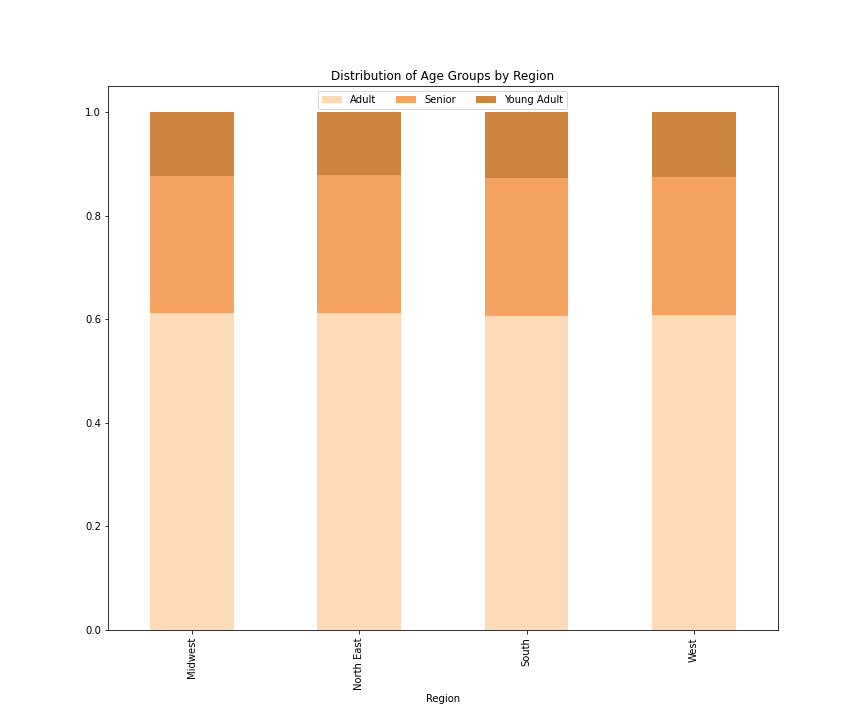 Distribution of Age Groups by Region
Adult Senior Young Adult
1.0
0.8
0.6
0.4
0.2
0.0
Midwest
North East
South
West
Region